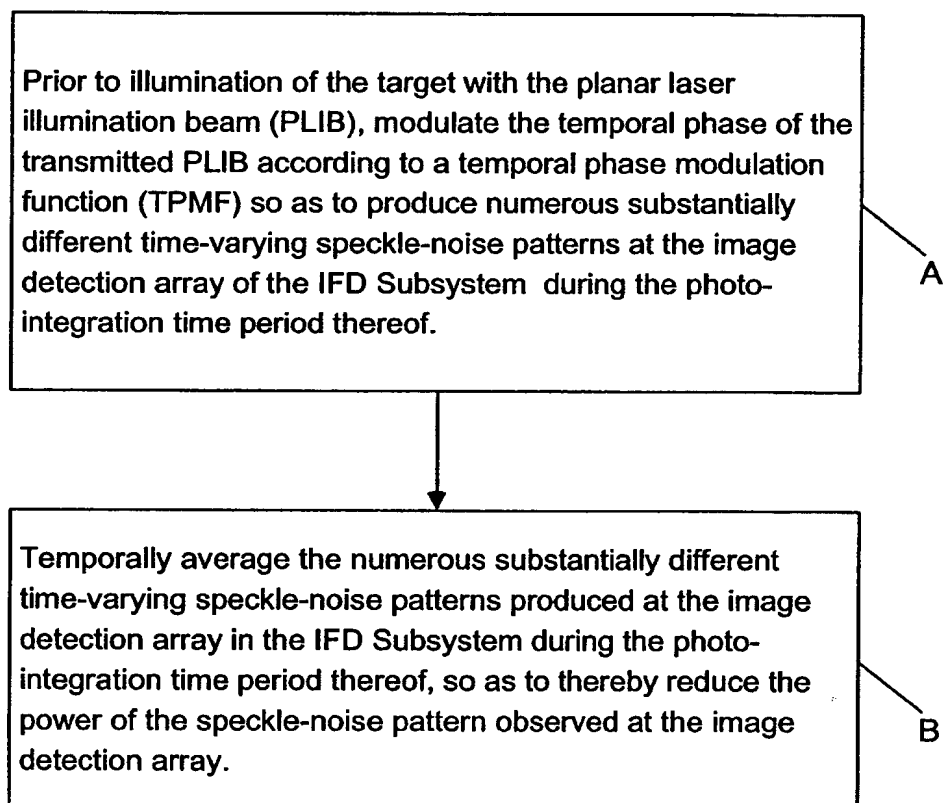 Prior to illumination of the target with the planar laser
illumination beam (PLIB), modulate the temporal phase of the
transmitted PLIB according to a temporal phase modulation
function (TPMF) so as to produce numerous substantially
different time-varying speckle-noise patterns at the image
detection array of the IFD Subsystem during the photo-
integration time period thereof.
A
Temporally average the numerous substantially different
time-varying speckle-noise patterns produced at the image
detection array in the IFD Subsystem during the photo-
integration time period thereof, so as to thereby reduce the
power of the speckle-noise pattern observed at the image
detection array.
B